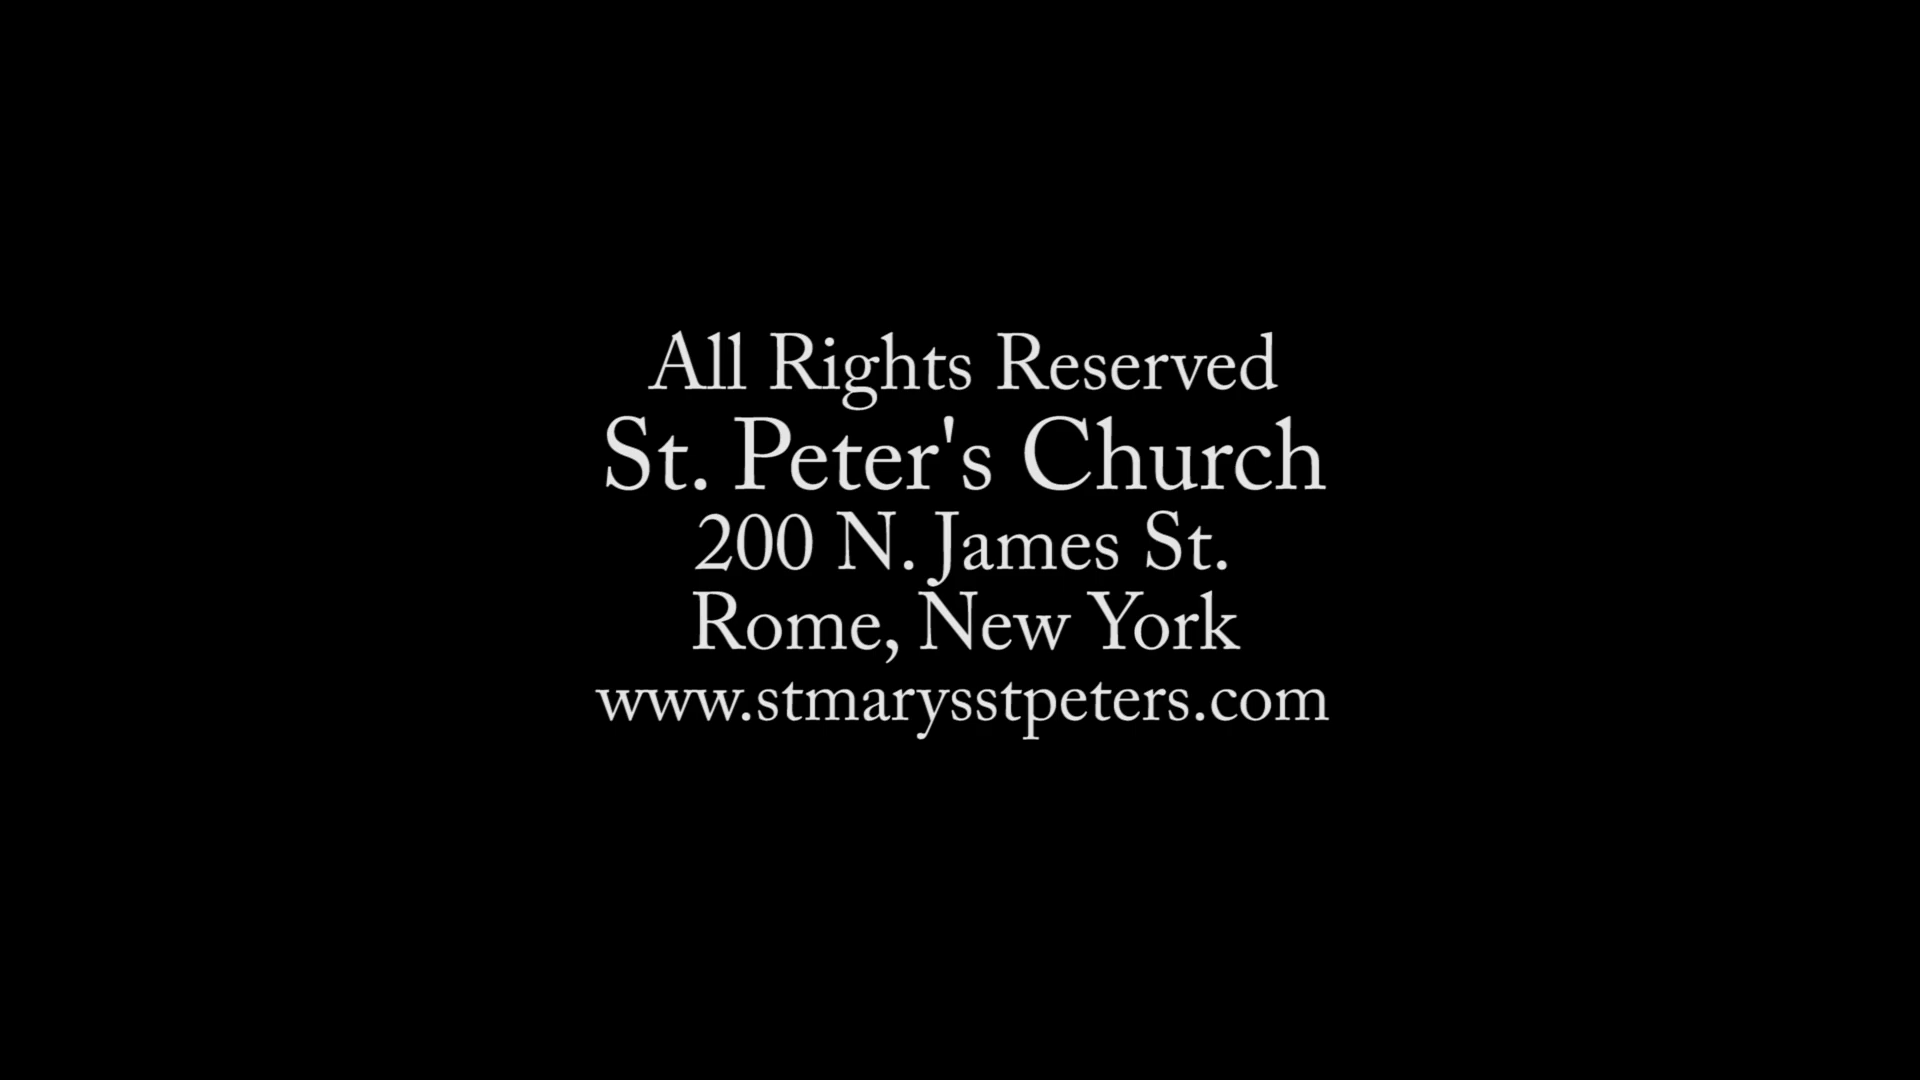 All Rights Reserved
St. Peter's Church
200 N. James St.
Rome, New York
www.stmarysstpeters.com